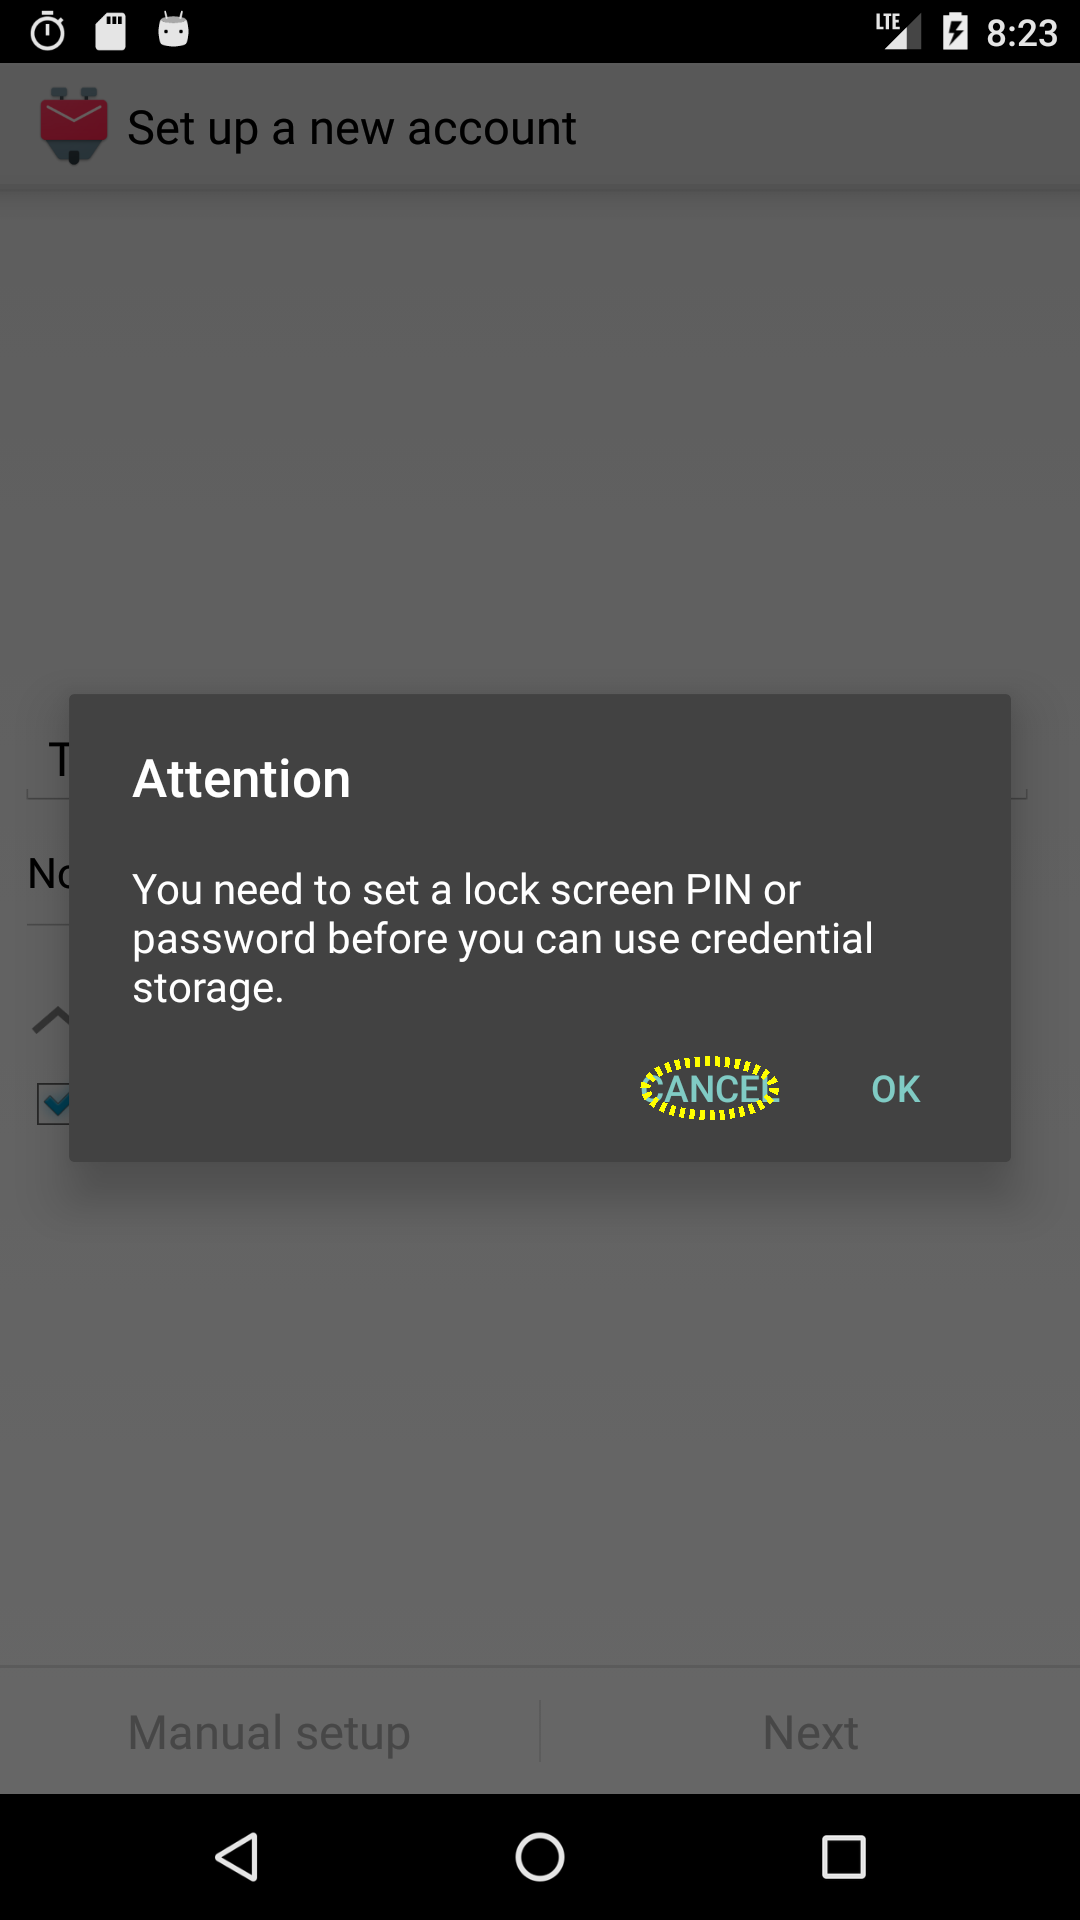 LTE 8:23
Set up a new account
T
No
Attention
You need to set a lock screen PIN or
password before you can use credential
storage.
CANCEL OK
Manual setup Next